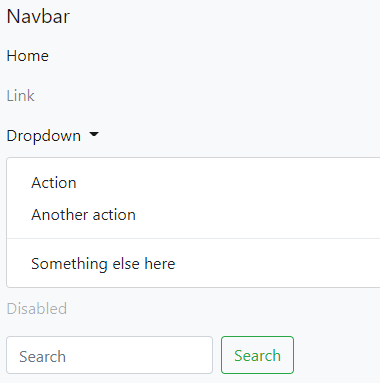 Navbar
Home
Link
Dropdown
Action
Another action
Something else here
Disabled
Search Search